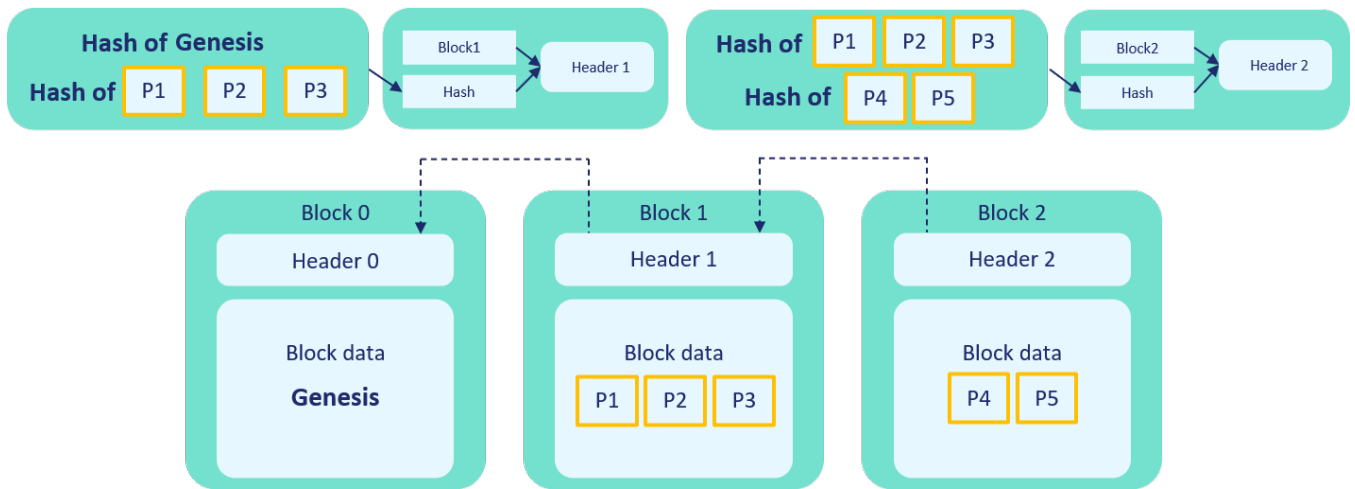 Hash of Genesis
Hash of P1 P2 P3
Block1
Hash
Header 1
Hash of P1 P2 P3
Hash of P4 P5
Block2
Hash
Header 2
Block 0
Header 0
Block data
Genesis
Block 1
Header 1
Block data
P1 P2 P3
Block 2
Header 2
Block data
P4 P5